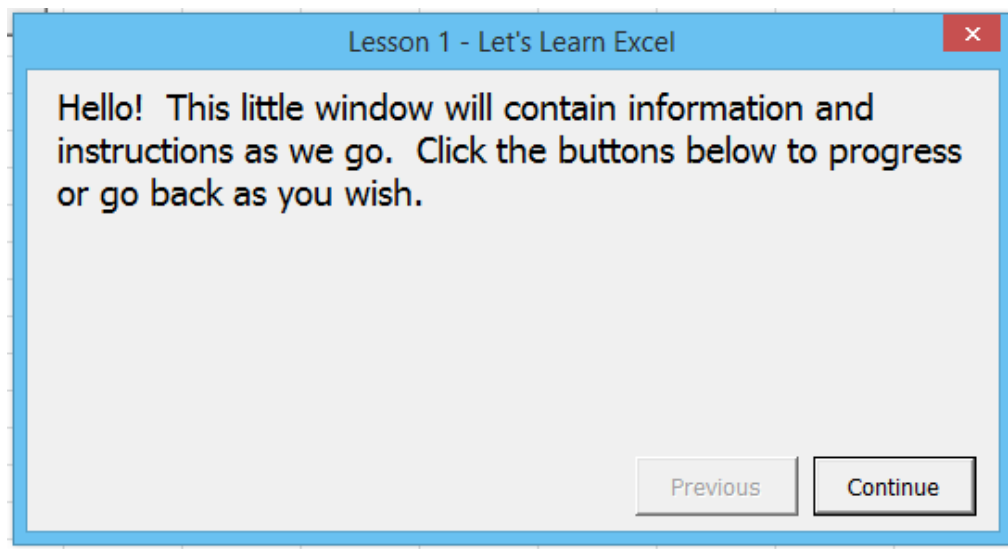 Lesson 1 - Let's Learn Excel
Hello!  This little window will contain information and
instructions as we go.  Click the buttons below to progress
or go back as you wish.
Previous
Continue